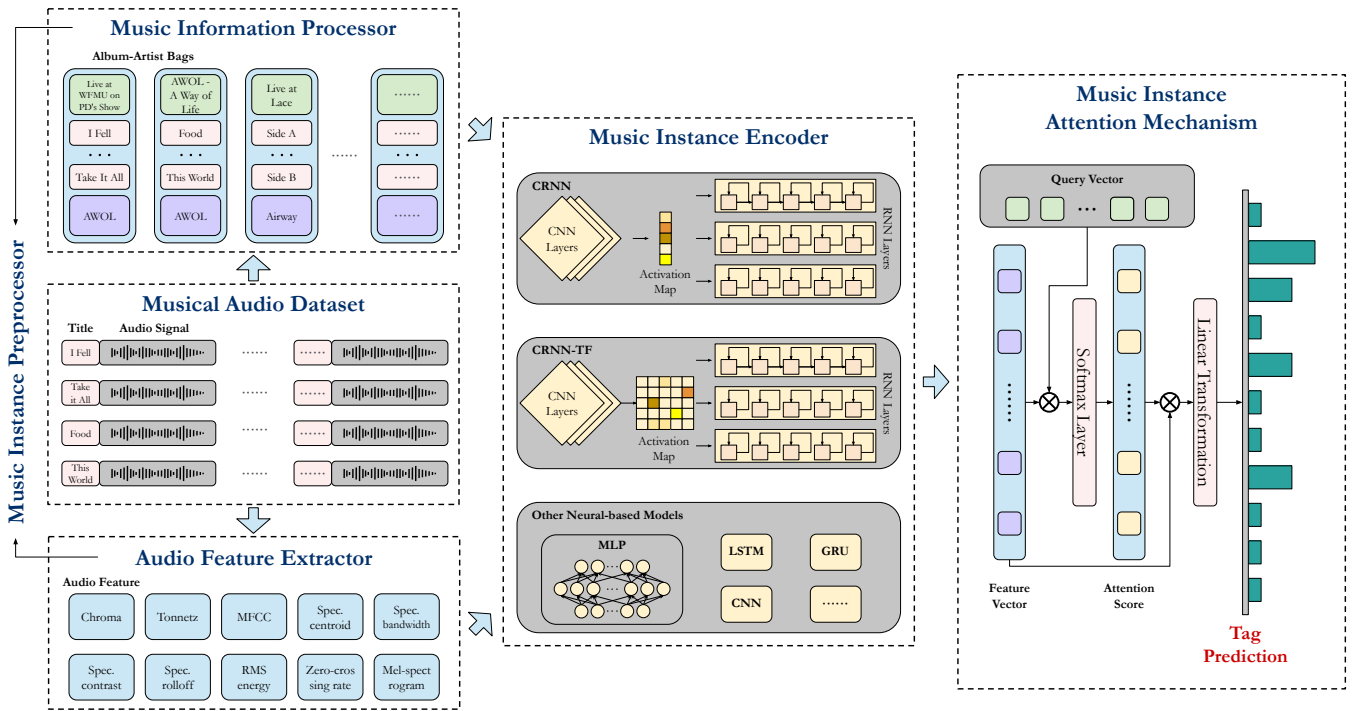 Music Instance Preprocessor
Music Information Processor
Album-Artist Bags
Live at
WFMU on
PD's Show
I Fell
• • •
Take It All
AWOL
AWOL -
A Way of
Life
Food
• • •
This World
AWOL
Live at
Lace
Side A
• • •
Side B
Airway
......
......
......
• • •
......
......
Musical Audio Dataset
Title Audio Signal
I Fell ...... ......
Take
it All ...... ......
Food ...... ......
This
World ...... ......
Audio Feature Extractor
Audio Feature
Chroma
Tonnetz
MFCC
Spec.
centroid
Spec.
bandwidth
Spec.
contrast
Spec.
rolloff
RMS
energy
Zero-cros
sing rate
Mel-spect
rogram
Music Instance Encoder
CRNN
CNN
Layers
Activation
Map
RNN Layers
CRNN-TF
CNN
Layers
Activation
Map
RNN Layers
Other Neural-based Models
MLP
LSTM
GRU
CNN
......
Music Instance
Attention Mechanism
Query Vector
...
Softmax Layer
Linear Transformation
Feature
Vector
Attention
Score
Tag
Prediction